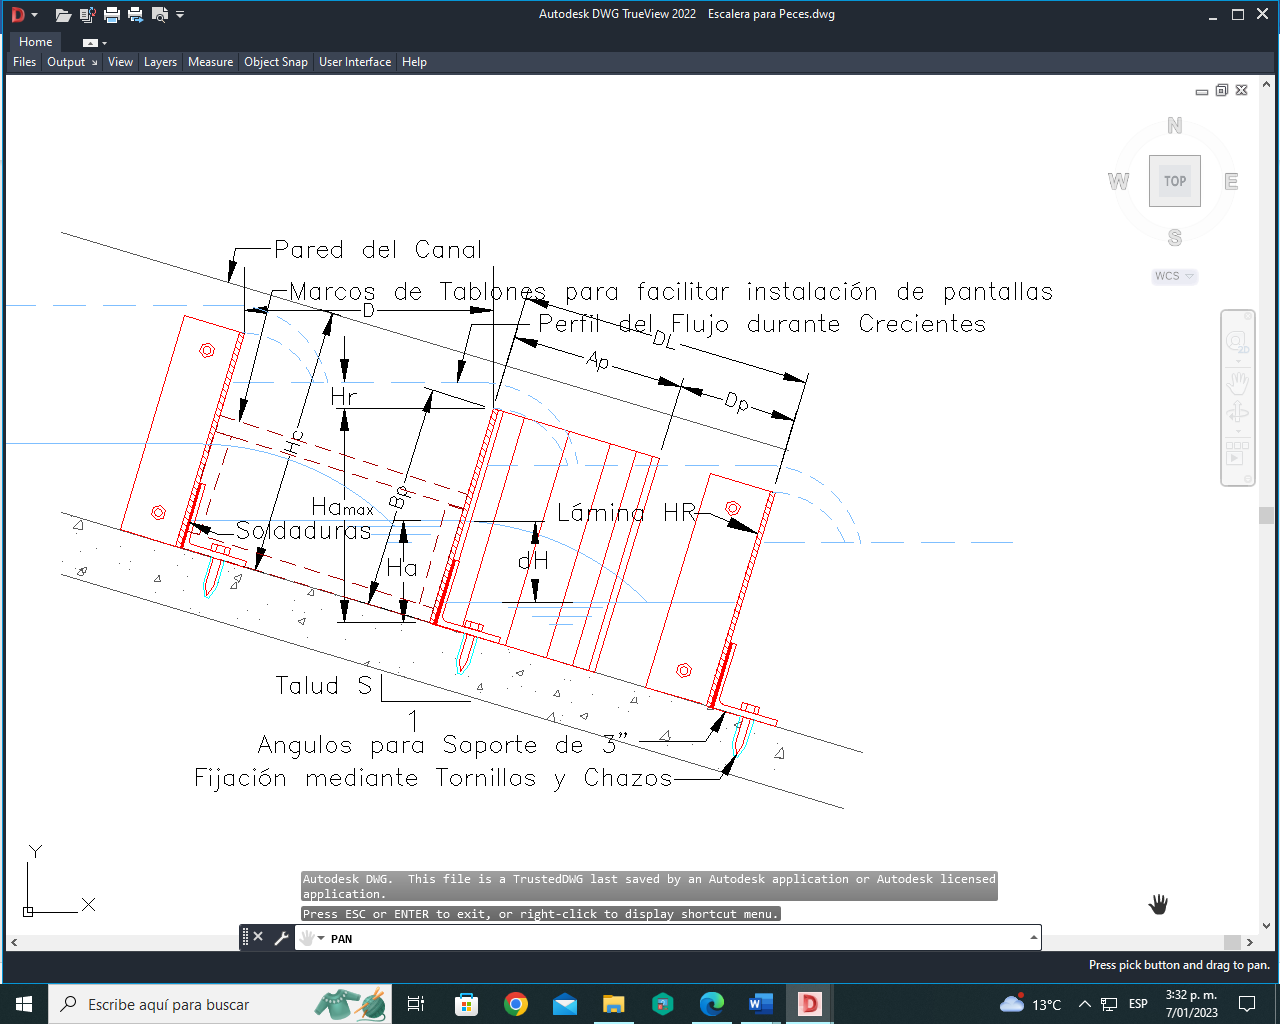 Autodesk DWG TrueView 2022 Escalera para Peces.dwg
Home
Files Output View Layers Measure Object Snap User Interface Help
N
W TOP E
S
WCS
Pared del Canal
Marcos de Tablones para facilitar instalación de pantallas
D
Perfil del Flujo durante Crecientes
DL
Ap
Dp
Hr
Hc
Bp
Hamax
Lámina HR
Soldaduras
Ha
dH
Talud S
1
Angulos para Soporte de 3”
Fijación mediante Tornillos y Chazos
Y
X
2D
Autodesk DWG. This file is a TrustedDWG last saved by an Autodesk application or Autodesk licensed
application.
Press ESC or ENTER to exit, or right-click to display shortcut menu.
PAN
Press pick button and drag to pan.
Escribe aquí para buscar
13°C
ESP
3:32 p. m.
7/01/2023